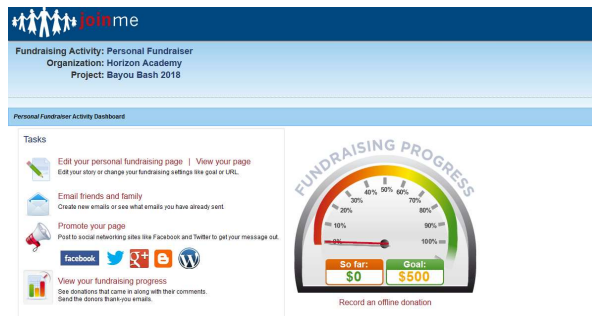 joinme
Fundraising Activity: Personal Fundraiser
Organization: Horizon Academy
Project: Bayou Bash 2018
Personal Fundraiser Activity Dashboard
Tasks
Edit your personal fundraising page | View your page
Edit your story or change your fundraising settings like goal or URL.
Email friends and family
Create new emails or see what emails you have already sent.
Promote your page
Post to social networking sites like Facebook and Twitter to get your message out.
facebook
g+
View your fundraising progress
See donations that came in along with their comments.
Send the donors thank-you emails.
FUNDRAISING PROGRESS
0%
10%
20%
30%
40%
50%
60%
70%
80%
90%
100%
So far:
$0
Goal:
$500
Record an offline donation